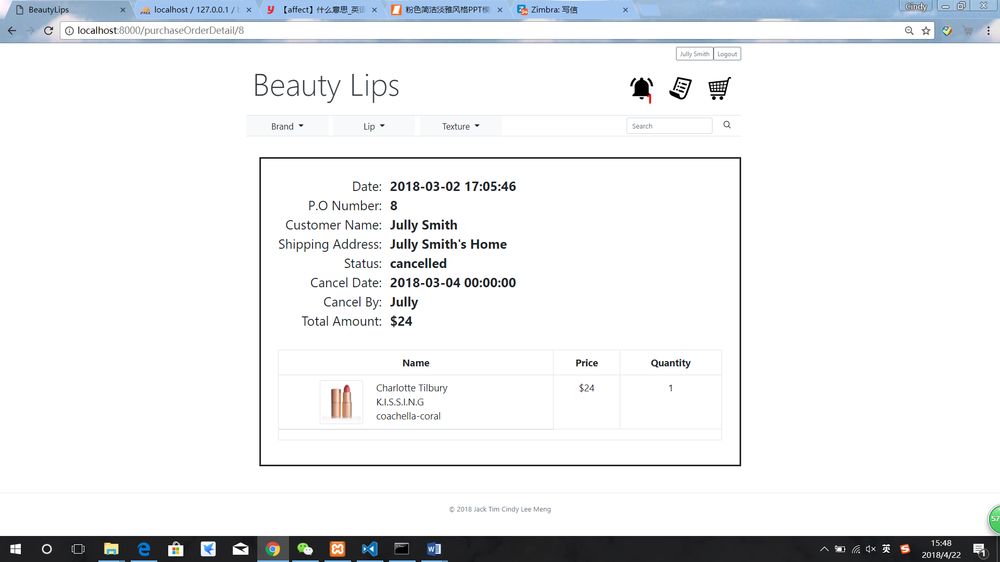 BeautyLips
localhost / 127.0.0.1 / b
【affect】什么意思_英语
粉色简洁淡雅风格PPT模
Zimbra: 写信
Cindy
localhost:8000/purchaseOrderDetail/8
Jully Smith
Logout
Beauty Lips
1
Brand
Lip
Texture
Search
Date: 2018-03-02 17:05:46
P.O Number: 8
Customer Name: Jully Smith
Shipping Address: Jully Smith's Home
Status: cancelled
Cancel Date: 2018-03-04 00:00:00
Cancel By: Jully
Total Amount: $24
Name Price Quantity
Charlotte Tilbury $24 1
K.I.S.S.I.N.G
coachella-coral
© 2018 Jack Tim Cindy Lee Meng
57
英
15:48
2018/4/22
1